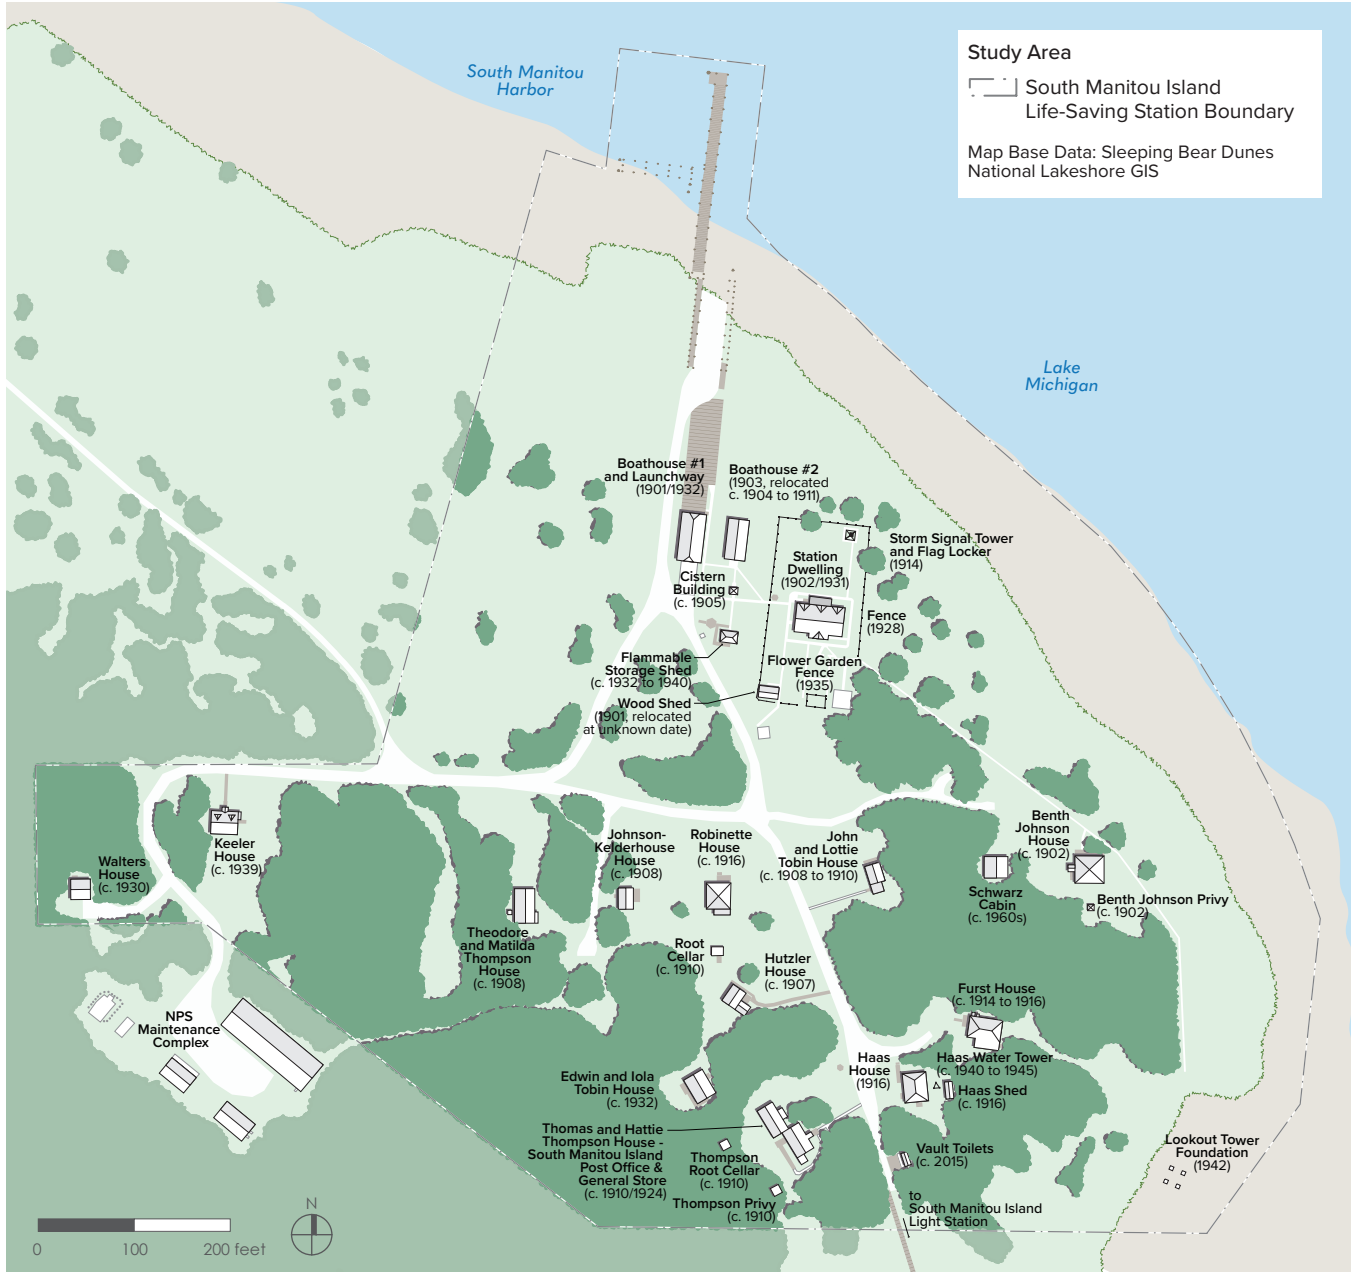 South Manitou
Harbor
Study Area
South Manitou Island
Life-Saving Station Boundary
Map Base Data: Sleeping Bear Dunes
National Lakeshore GIS
Lake
Michigan
Boathouse #1
and Launchway
(1901/1932)
Boathouse #2
(1903, relocated
c. 1904 to 1911)
Storm Signal Tower
and Flag Locker
(1914)
Station
Dwelling
(1902/1931)
Cistern
Building
(c. 1905)
Fence
(1928)
Flammable
Storage Shed
(c. 1932 to 1940)
Flower Garden
Fence
(1935)
Wood Shed
(1901, relocated
at unknown date)
Keeler
House
(c. 1939)
Walters
House
(c. 1930)
Johnson-
Kelderhouse
House
(c. 1908)
Robinette
House
(c. 1916)
John
and Lottie
Tobin House
(c. 1908 to 1910)
Benth
Johnson
House
(c. 1902)
Schwarz
Cabin
(c. 1960s)
Benth Johnson Privy
(c. 1902)
Theodore
and Matilda
Thompson
House
(c. 1908)
Root
Cellar
(c. 1910)
Hutzler
House
(c. 1907)
Furst House
(c. 1914 to 1916)
NPS
Maintenance
Complex
Haas
House
(1916)
Haas Water Tower
(c. 1940 to 1945)
Haas Shed
(c. 1916)
Edwin and Iola
Tobin House
(c. 1932)
Thomas and Hattie
Thompson House -
South Manitou Island
Post Office &
General Store
(c. 1910/1924)
Thompson
Root Cellar
(c. 1910)
Thompson Privy
(c. 1910)
Vault Toilets
(c. 2015)
Lookout Tower
Foundation
(1942)
to
South Manitou Island
Light Station
N
0 100 200 feet